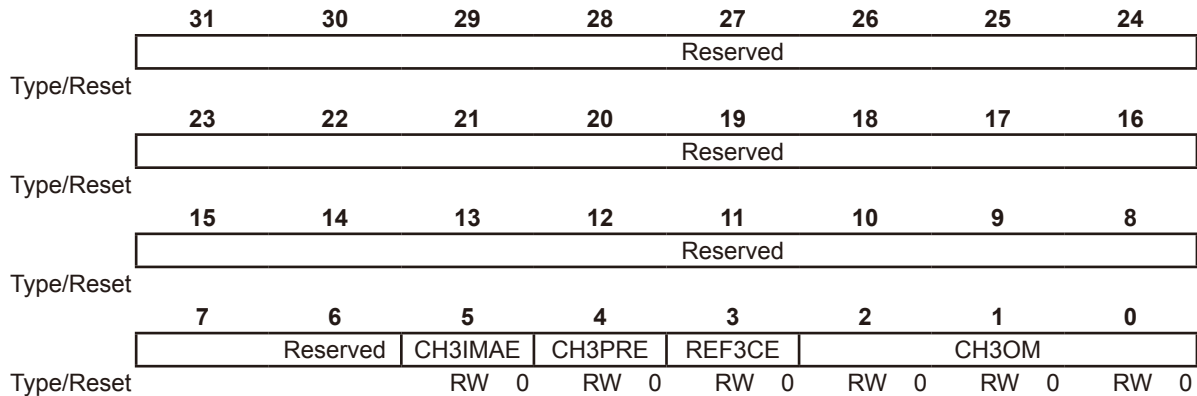 31 30 29 28 27 26 25 24
Reserved
Type/Reset
23 22 21 20 19 18 17 16
Reserved
Type/Reset
15 14 13 12 11 10 9 8
Reserved
Type/Reset
7 6 5 4 3 2 1 0
Reserved CH3IMAE CH3PRE REF3CE CH3OM
Type/Reset RW 0 RW 0 RW 0 RW 0 RW 0 RW 0